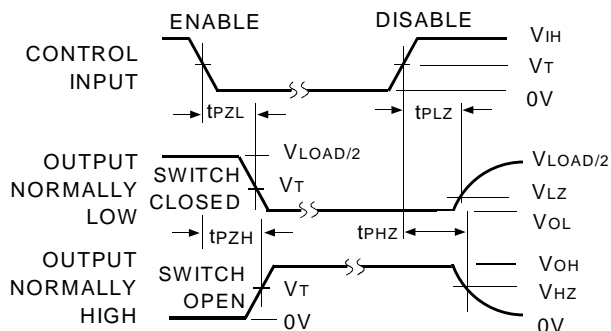 ENABLE DISABLE
CONTROL INPUT
VIH
VT
0V
tPZL tPLZ
OUTPUT NORMALLY LOW
SWITCH CLOSED
VLOAD/2
VT
VLOAD/2
VLZ
VOL
tPZH tPHZ
OUTPUT NORMALLY HIGH
SWITCH OPEN
VT
0V
VOH
VHZ
0V